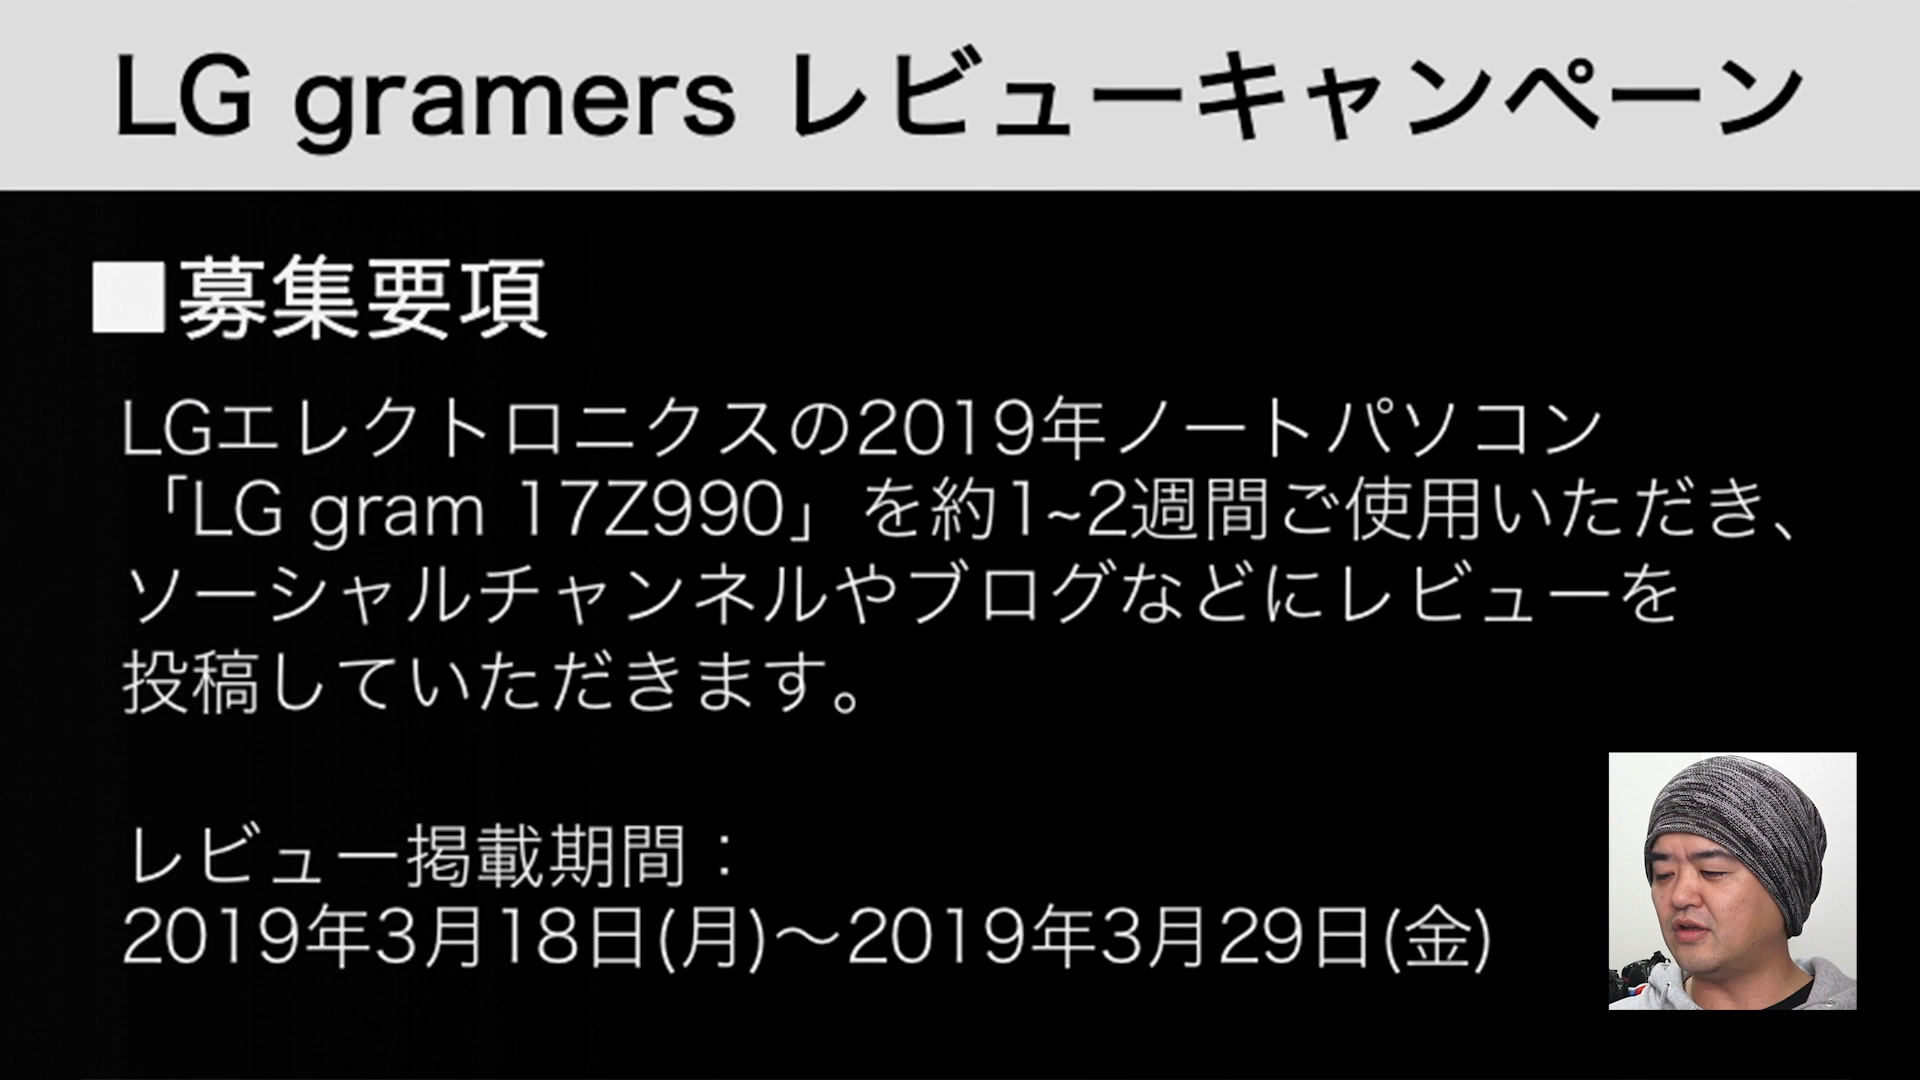 LG gramers レビューキャンペーン
■募集要項
LGエレクトロニクスの2019年ノートパソコン
「LG gram 17Z990」を約1~2週間ご使用いただき、
ソーシャルチャンネルやブログなどにレビューを
投稿していただきます。
レビュー掲載期間：
2019年3月18日(月)〜2019年3月29日(金)